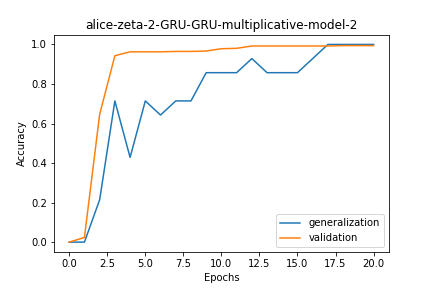 alice-zeta-2-GRU-GRU-multiplicative-model-2
1.0
0.8
0.6
0.4
0.2
0.0
Accuracy
0.0 2.5 5.0 7.5 10.0 12.5 15.0 17.5 20.0
Epochs
generalization
validation